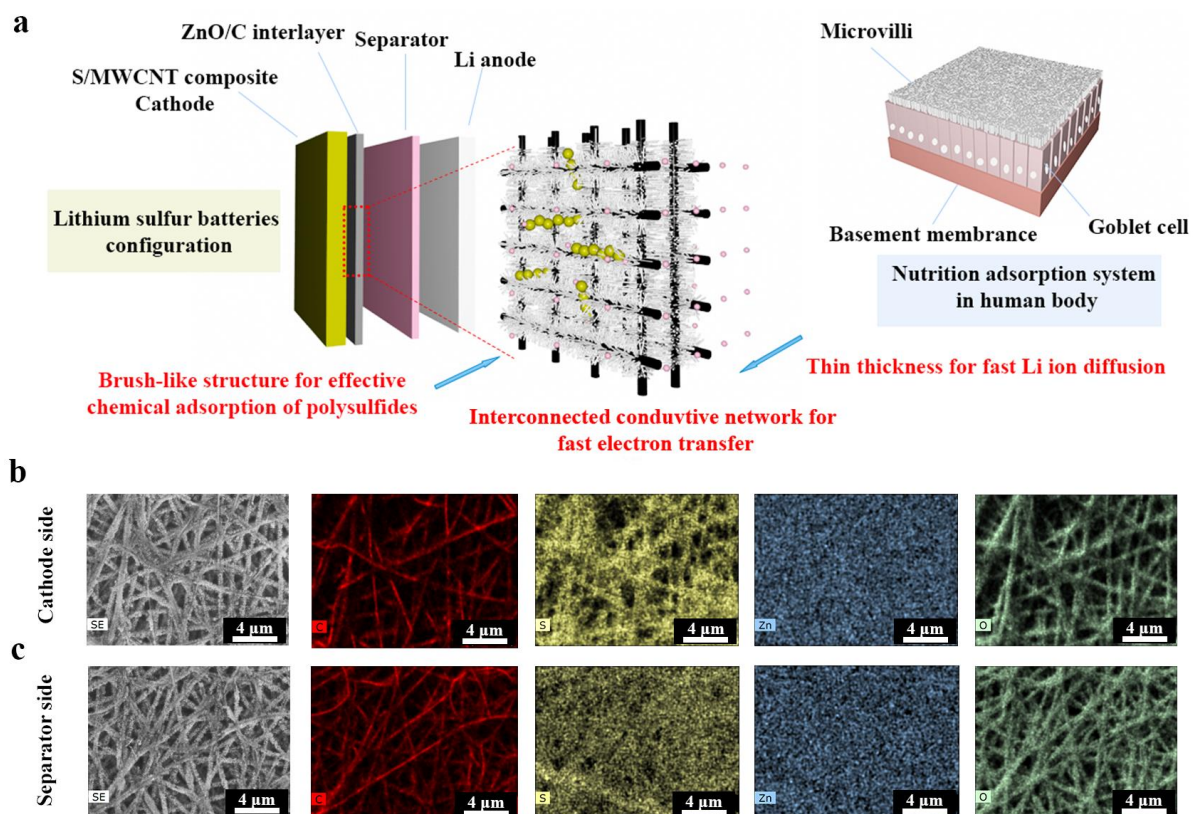 a
ZnO/C interlayer
Separator
Li anode
S/MWCNT composite
Cathode
Microvilli
Lithium sulfur batteries
configuration
Basement membrance
Goblet cell
Nutrition adsorption system
in human body
Brush-like structure for effective
chemical adsorption of polysulfides
Thin thickness for fast Li ion diffusion
Interconnected conduvtive network for
fast electron transfer
b
Cathode side
SE
4 μm
C
4 μm
S
4 μm
Zn
4 μm
O
4 μm
c
Separator side
SE
4 μm
C
4 μm
S
4 μm
Zn
4 μm
O
4 μm